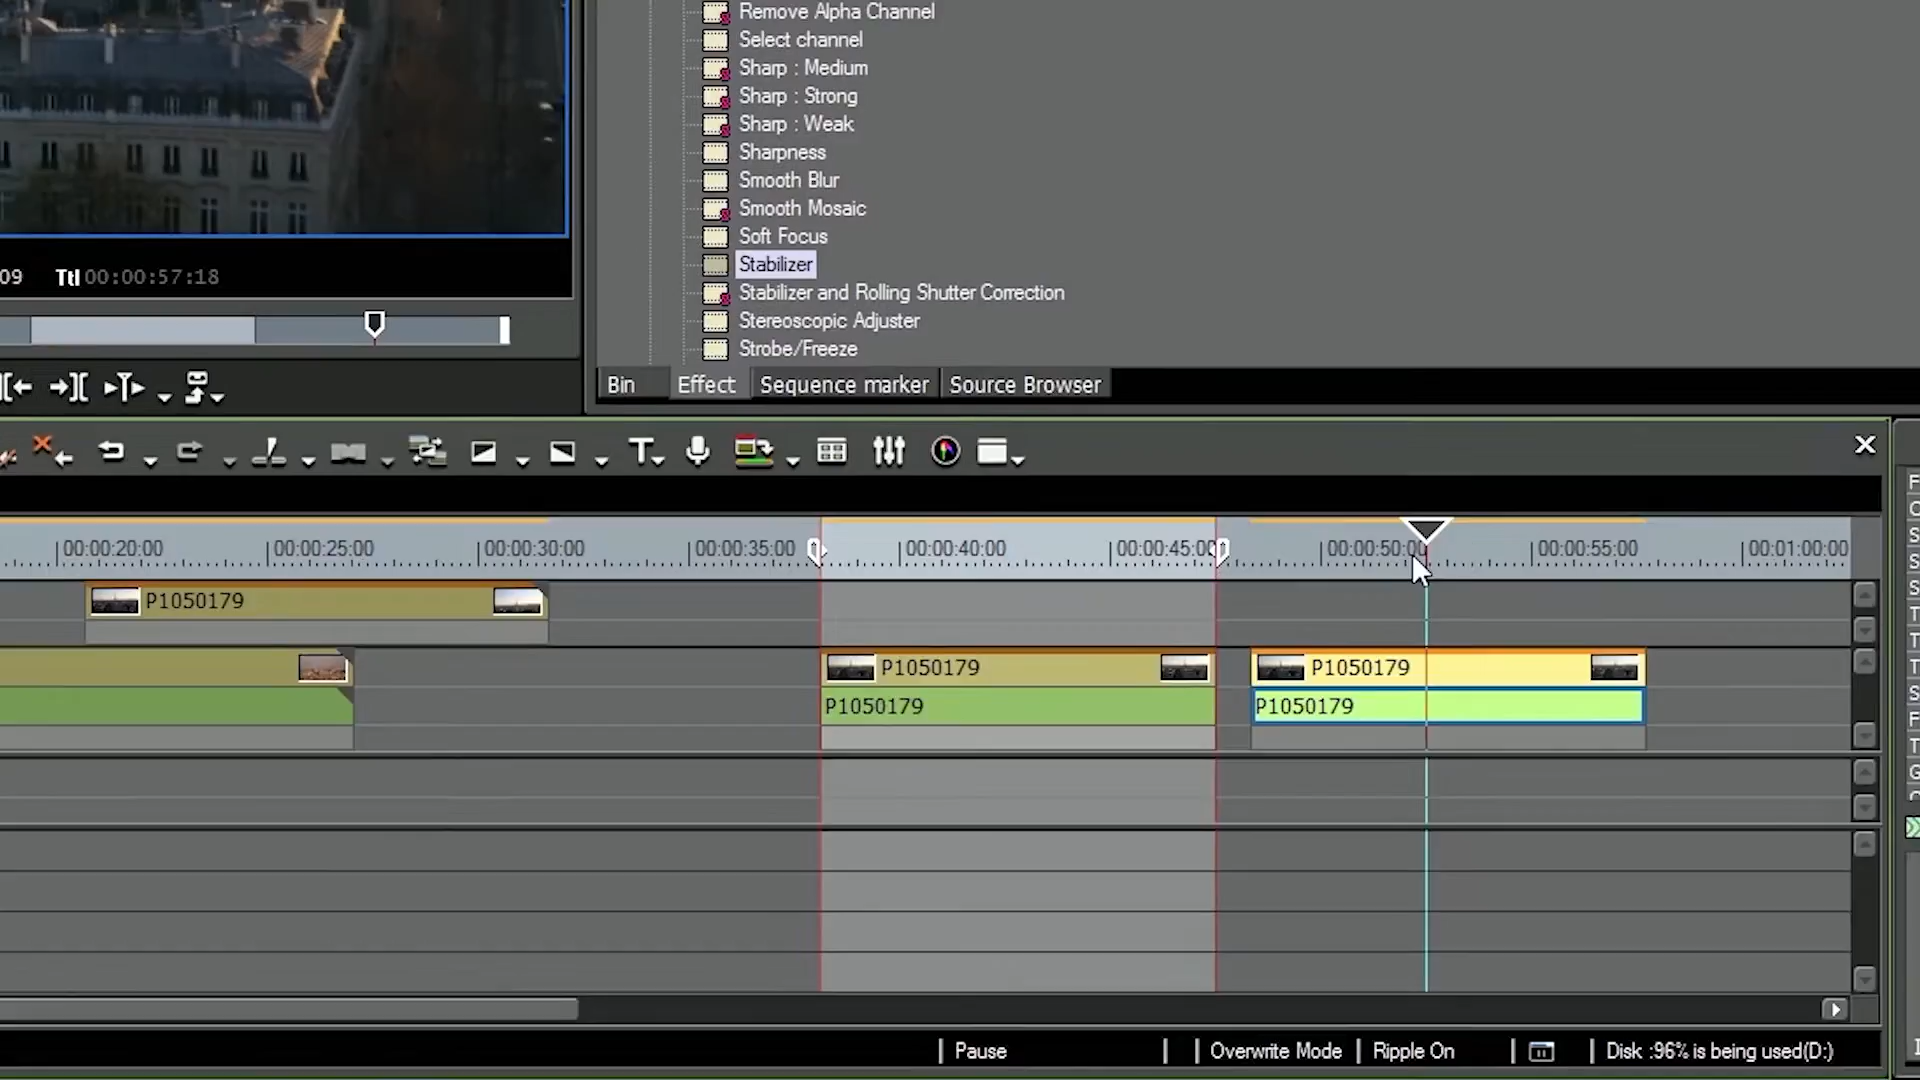 Remove Alpha Channel
Select channel
Sharp : Medium
Sharp : Strong
Sharp : Weak
Sharpness
Smooth Blur
Smooth Mosaic
Soft Focus
Stabilizer
Stabilizer and Rolling Shutter Correction
Stereoscopic Adjuster
Strobe/Freeze
09 Ttl 00:00:57:18
Bin Effect Sequence marker Source Browser
00:00:20:00 00:00:25:00 00:00:30:00 00:00:35:00 00:00:40:00 00:00:45:00 00:00:50:00 00:00:55:00 00:01:00:00
P1050179
P1050179 P1050179
P1050179 P1050179
Pause Overwrite Mode Ripple On Disk :96% is being used(D:)